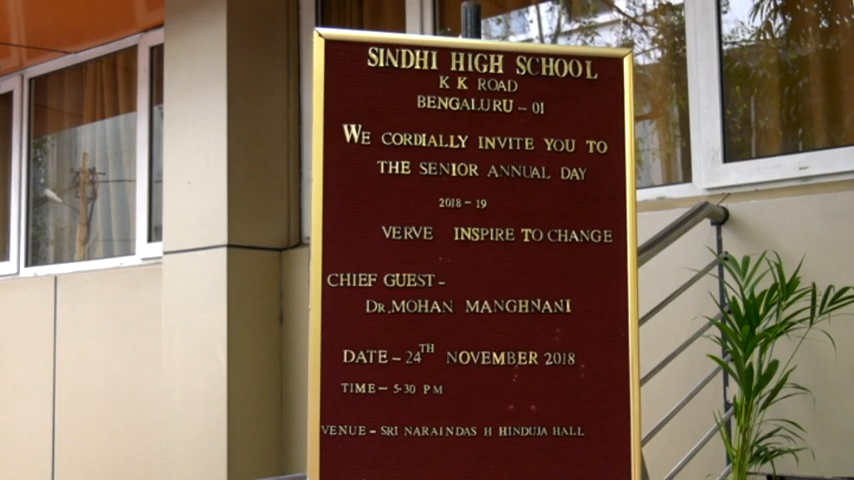 SINDHI HIGH SCHOOL
K K ROAD
BENGALURU - 01
WE CORDIALLY INVITE YOU TO
THE SENIOR ANNUAL DAY
2018 - 19
VERVE INSPIRE TO CHANGE
CHIEF GUEST -
DR. MOHAN MANGHNANI
DATE - 24TH NOVEMBER 2018
TIME - 5.30 PM
VENUE - SRI NARAINDAS H HINDUJA HALL